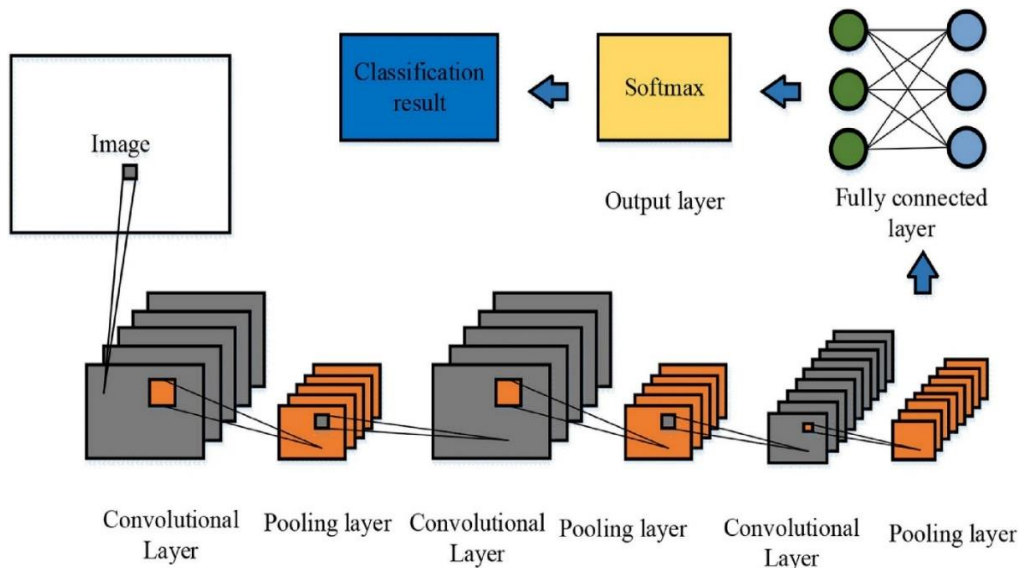 Image
Classification
result
Softmax
Output layer
Fully connected
layer
Convolutional
Layer
Pooling layer
Convolutional
Layer
Pooling layer
Convolutional
Layer
Pooling layer